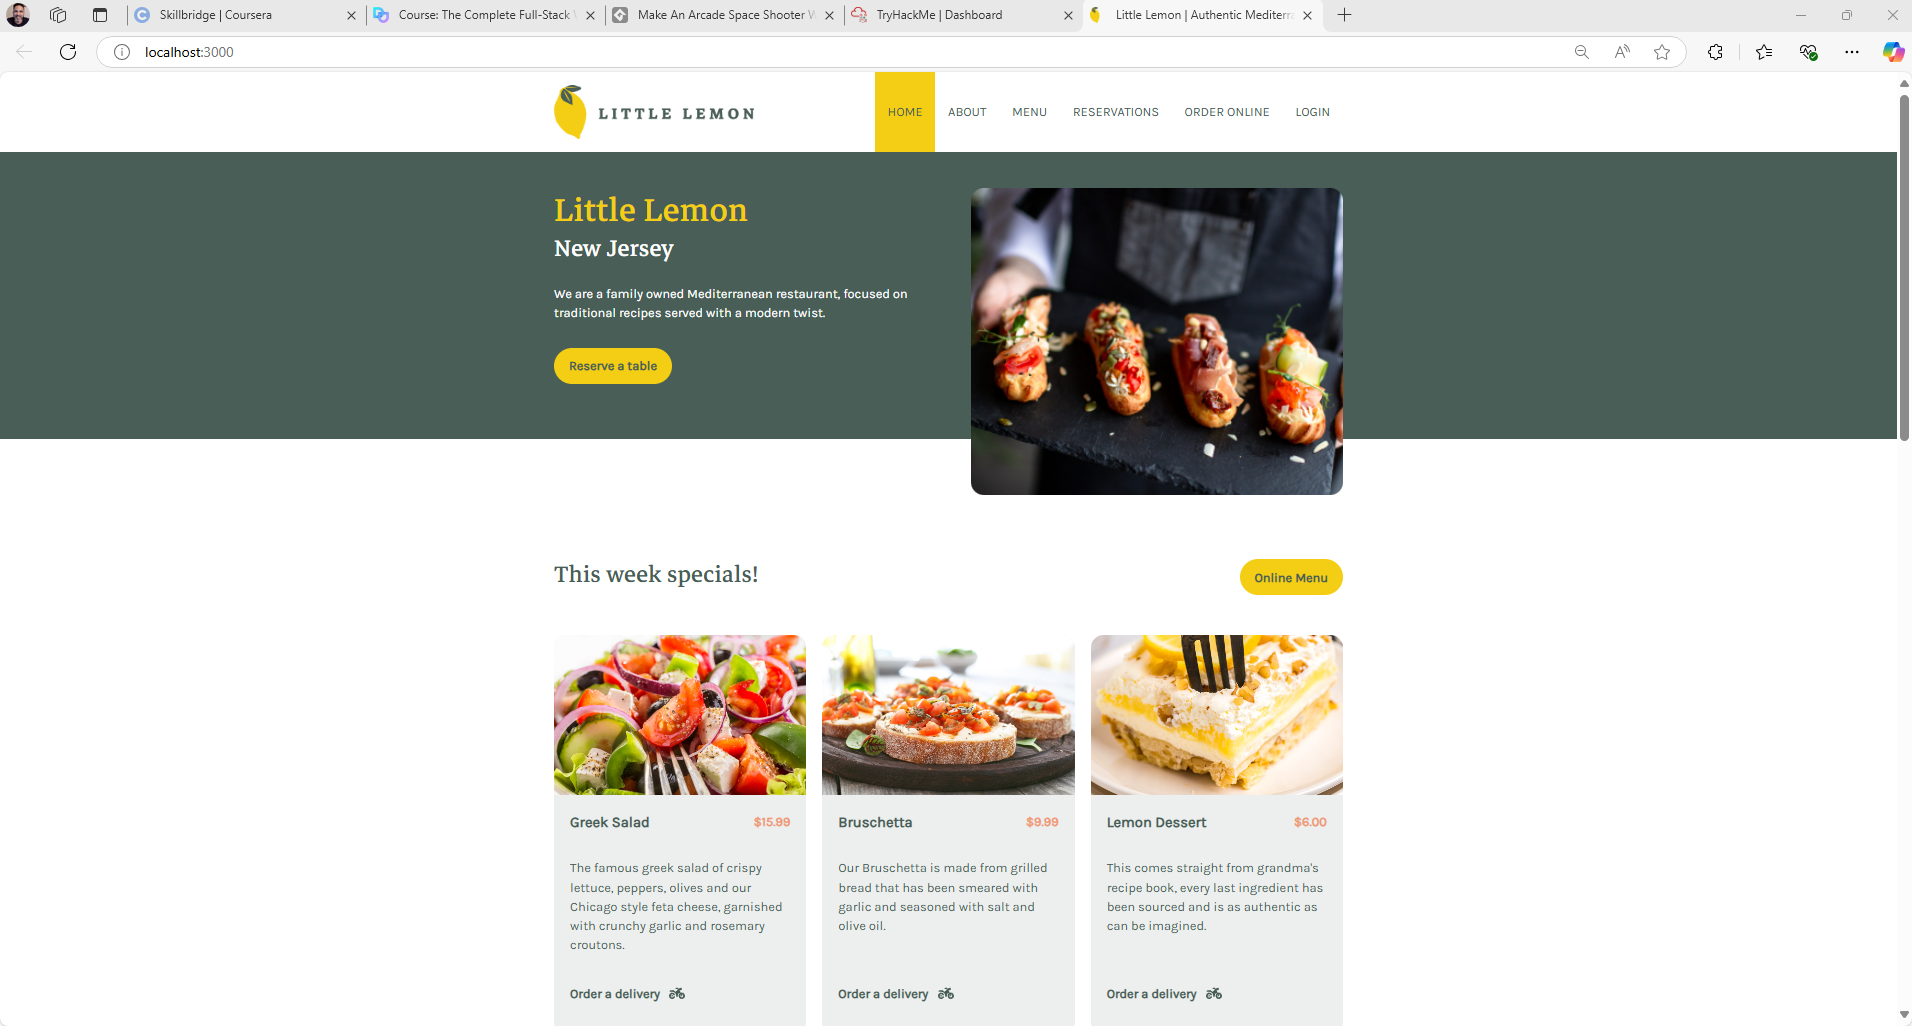 Skillbridge | Coursera
Course: The Complete Full-Stack
Make An Arcade Space Shooter
TryHackMe | Dashboard
Little Lemon | Authentic
localhost:3000
LITTLE LEMON
HOME
ABOUT
MENU
RESERVATIONS
ORDER ONLINE
LOGIN
Little Lemon
New Jersey
We are a family owned Mediterranean restaurant, focused on
traditional recipes served with a modern twist.
Reserve a table
This week specials!
Online Menu
Greek Salad
$15.99
The famous greek salad of crispy
lettuce, peppers, olives and our
Chicago style feta cheese, garnished
with crunchy garlic and rosemary
croutons.
Order a delivery
Bruschetta
$9.99
Our Bruschetta is made from grilled
bread that has been smeared with
garlic and seasoned with salt and
olive oil.
Order a delivery
Lemon Dessert
$6.00
This comes straight from grandma's
recipe book, every last ingredient has
been sourced and is as authentic as
can be imagined.
Order a delivery